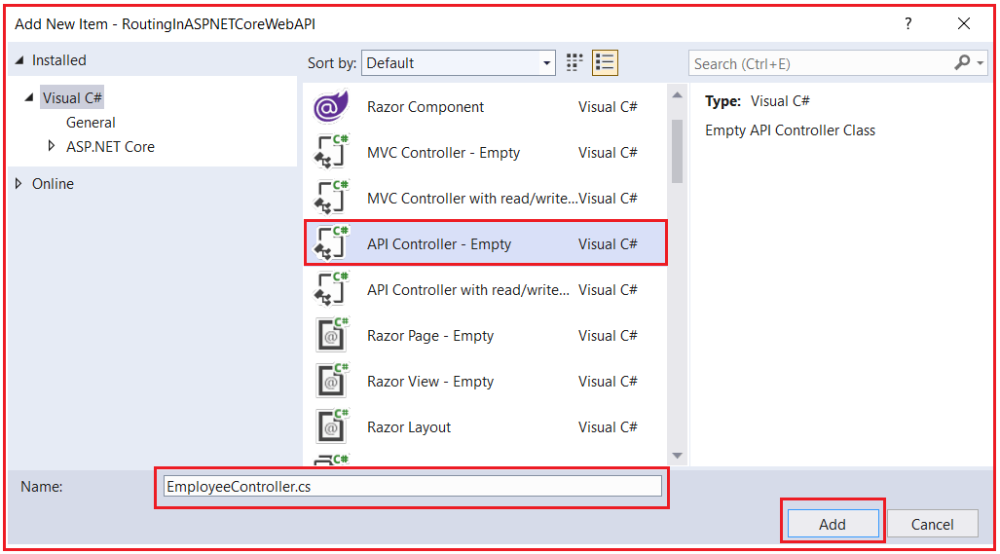 Add New Item - RoutingInASPNETCoreWebAPI ?
Installed
Sort by: Default
Search (Ctrl+E)
Visual C#
General
ASP.NET Core
Online
Razor Component Visual C#
C# MVC Controller - Empty Visual C#
C# MVC Controller with read/write... Visual C#
C# API Controller - Empty Visual C#
C# API Controller with read/write... Visual C#
C# @ Razor Page - Empty Visual C#
C# @ Razor View - Empty Visual C#
C# @ Razor Layout Visual C#
C#
Type: Visual C#
Empty API Controller Class
Name: EmployeeController.cs
Add Cancel